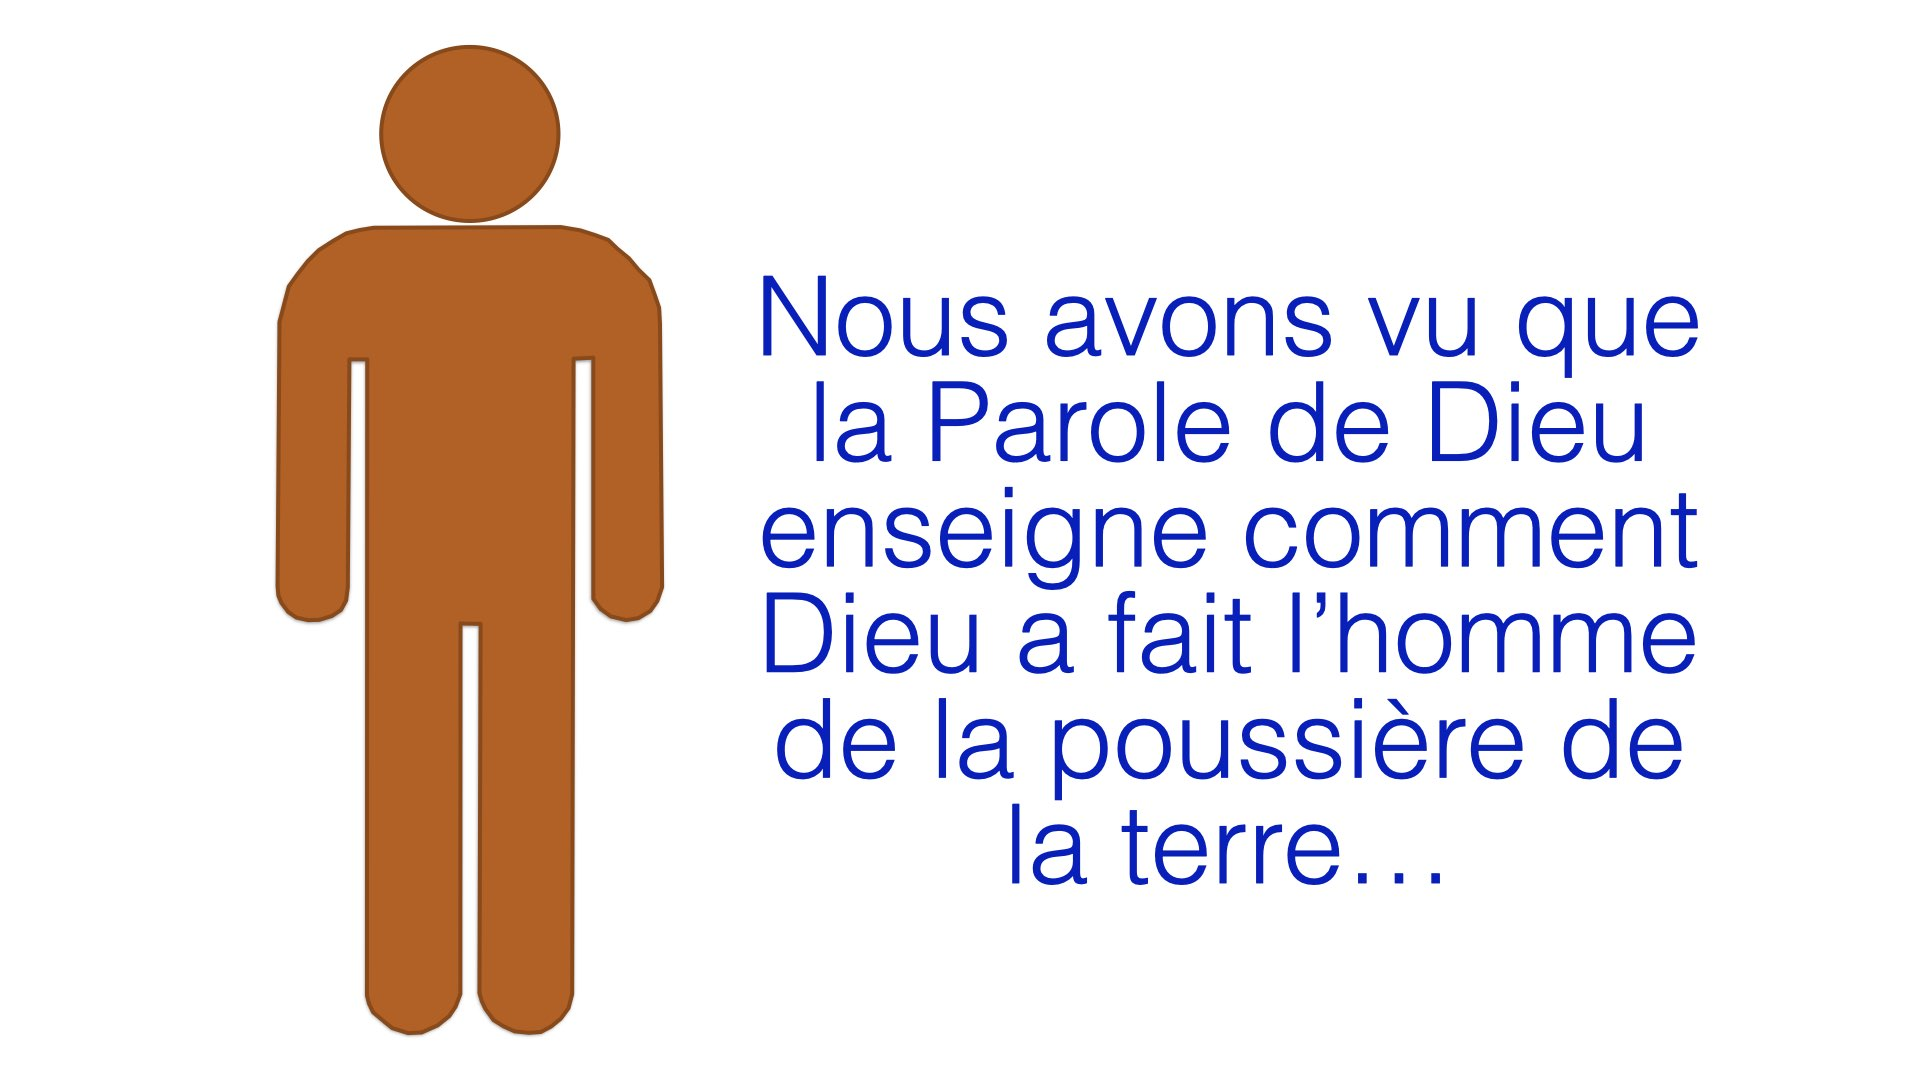 Nous avons vu que
la Parole de Dieu
enseigne comment
Dieu a fait l’homme
de la poussière de
la terre…